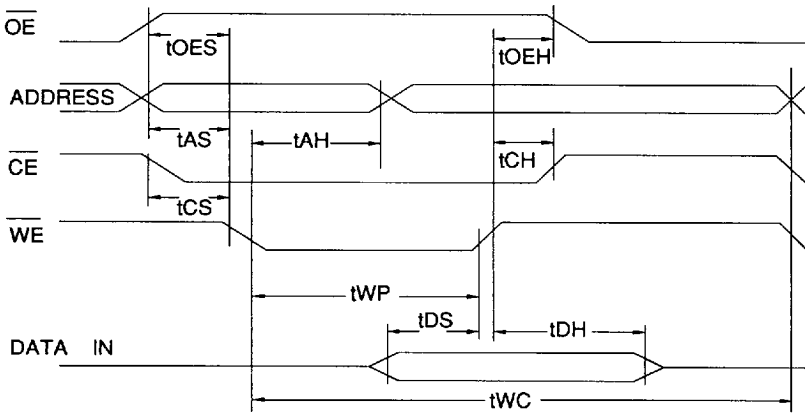 OE
tOES
tOEH
ADDRESS
tAS
tAH
tCH
CE
tCS
WE
tWP
tDS
tDH
DATA IN
tWC